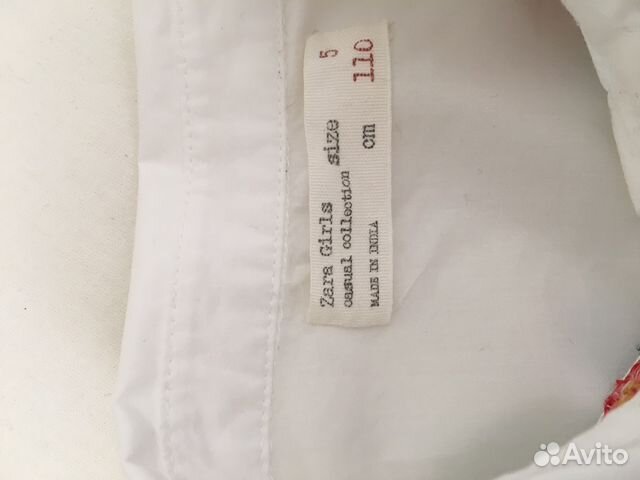 Zara Girls size 5
casual collection
MADE IN INDIA cm 110
Avito